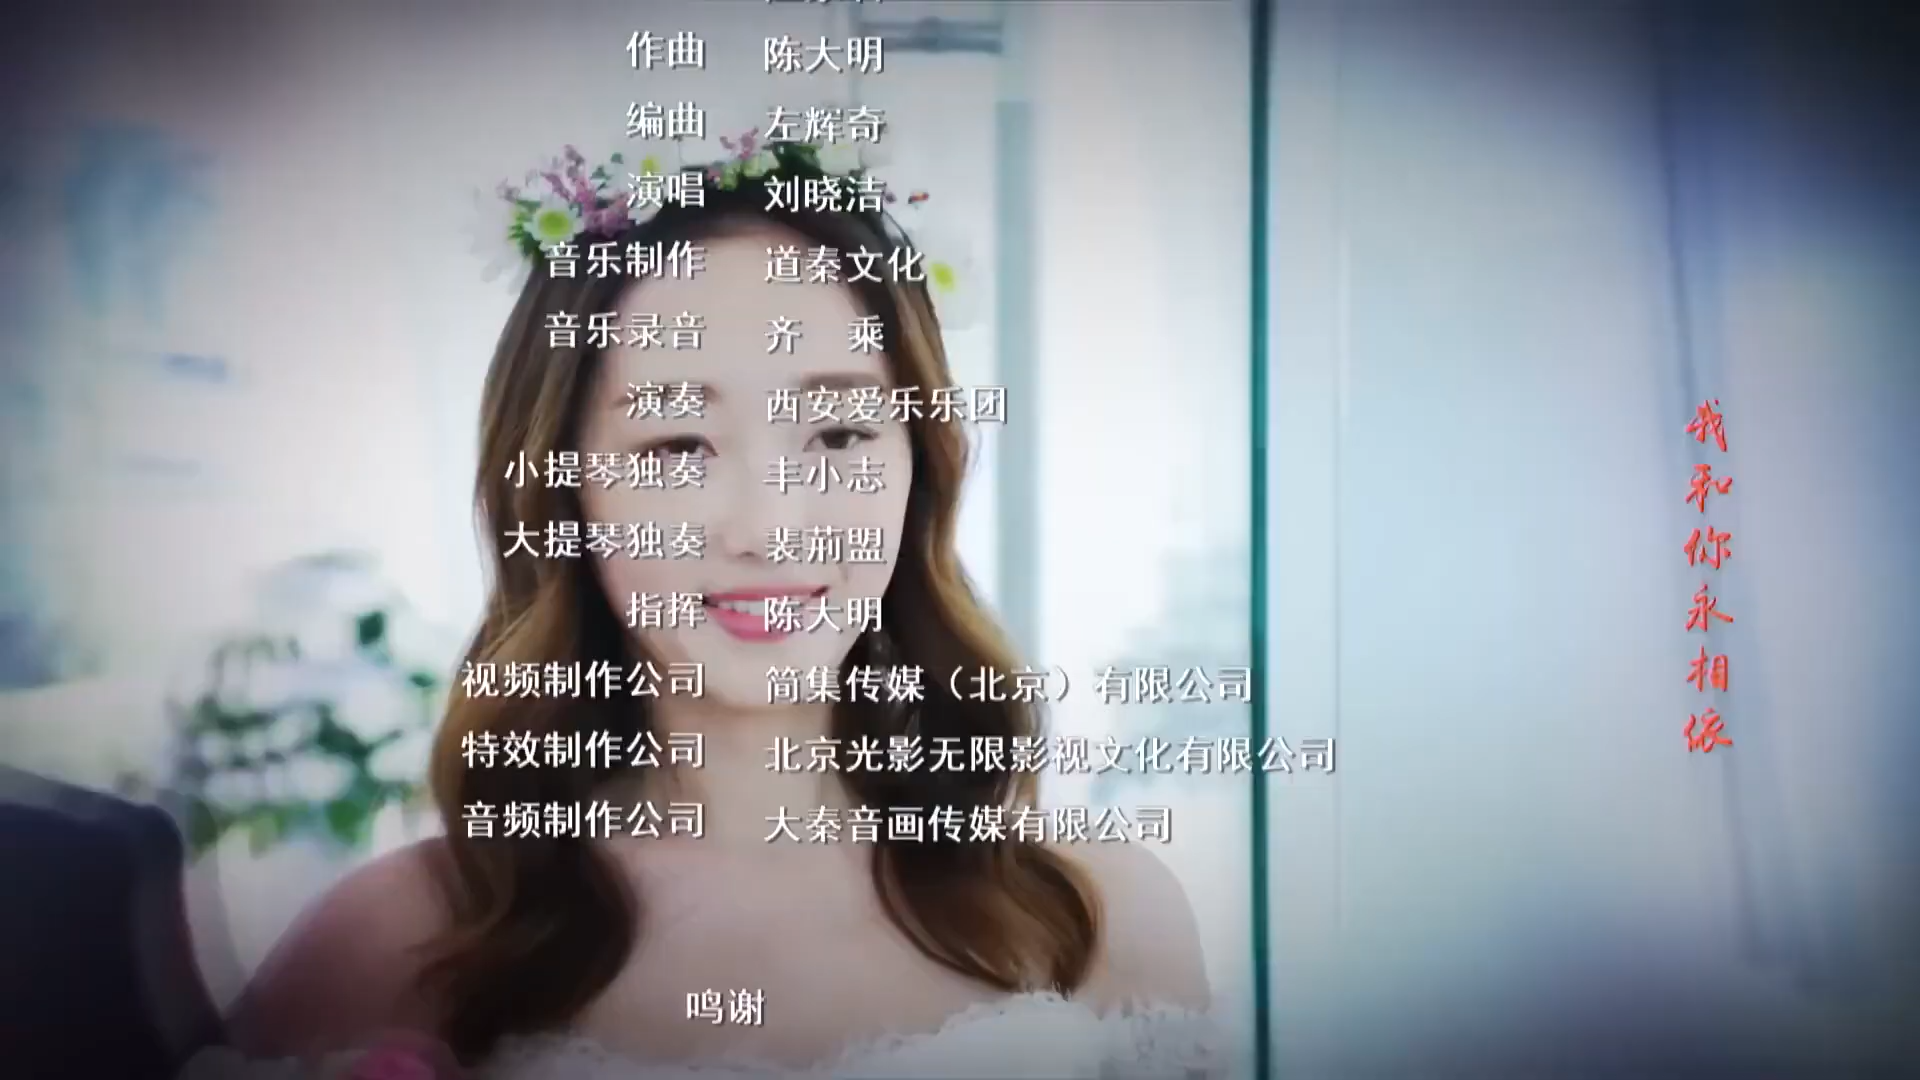 作曲 陈大明
编曲 左辉奇
演唱 刘晓洁
音乐制作 道秦文化
音乐录音 齐 乘
演奏 西安爱乐乐团
小提琴独奏 丰小志
大提琴独奏 裴荊盟
指挥 陈大明
视频制作公司 简集传媒（北京）有限公司
特效制作公司 北京光影无限影视文化有限公司
音频制作公司 大秦音画传媒有限公司
鸣谢
我和你永相依